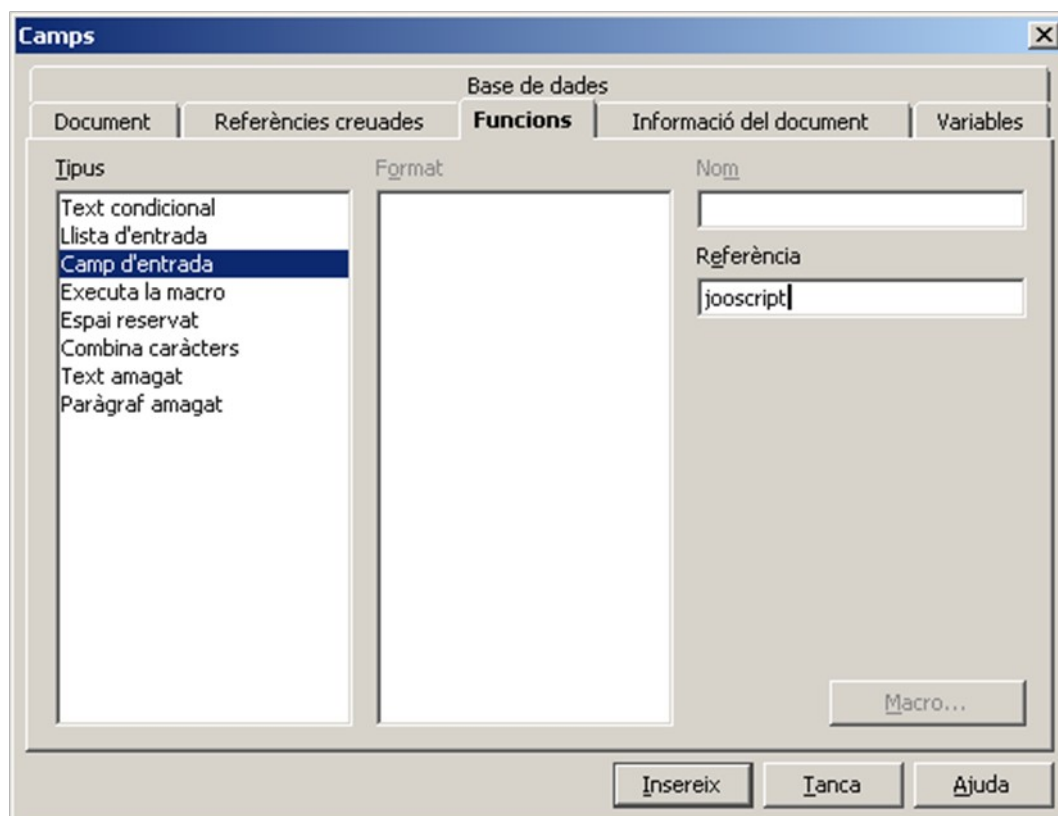 Camps
Base de dades
Document
Referències creuades
Funcions
Informació del document
Variables
Tipus
Text condicional
Llista d'entrada
Camp d'entrada
Executa la macro
Espai reservat
Combina caràcters
Text amagat
Paràgraf amagat
Format
Nom
Referència
jooscript
Macro...
Insereix
Tanca
Ajuda